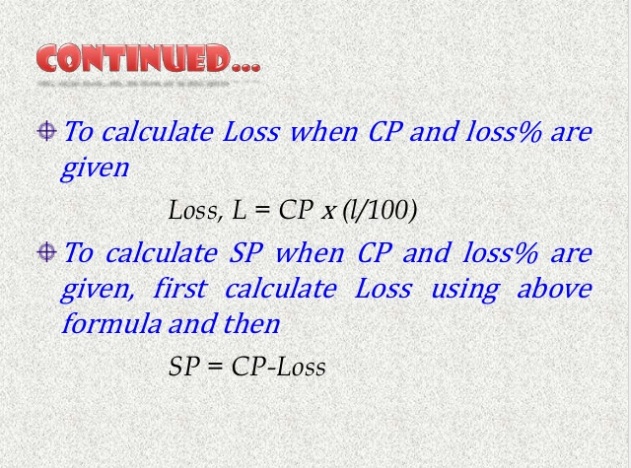 CONTINUED...
To calculate Loss when CP and loss% are
given
Loss, L = CP x (l/100)
To calculate SP when CP and loss% are
given, first calculate Loss using above
formula and then
SP = CP-Loss